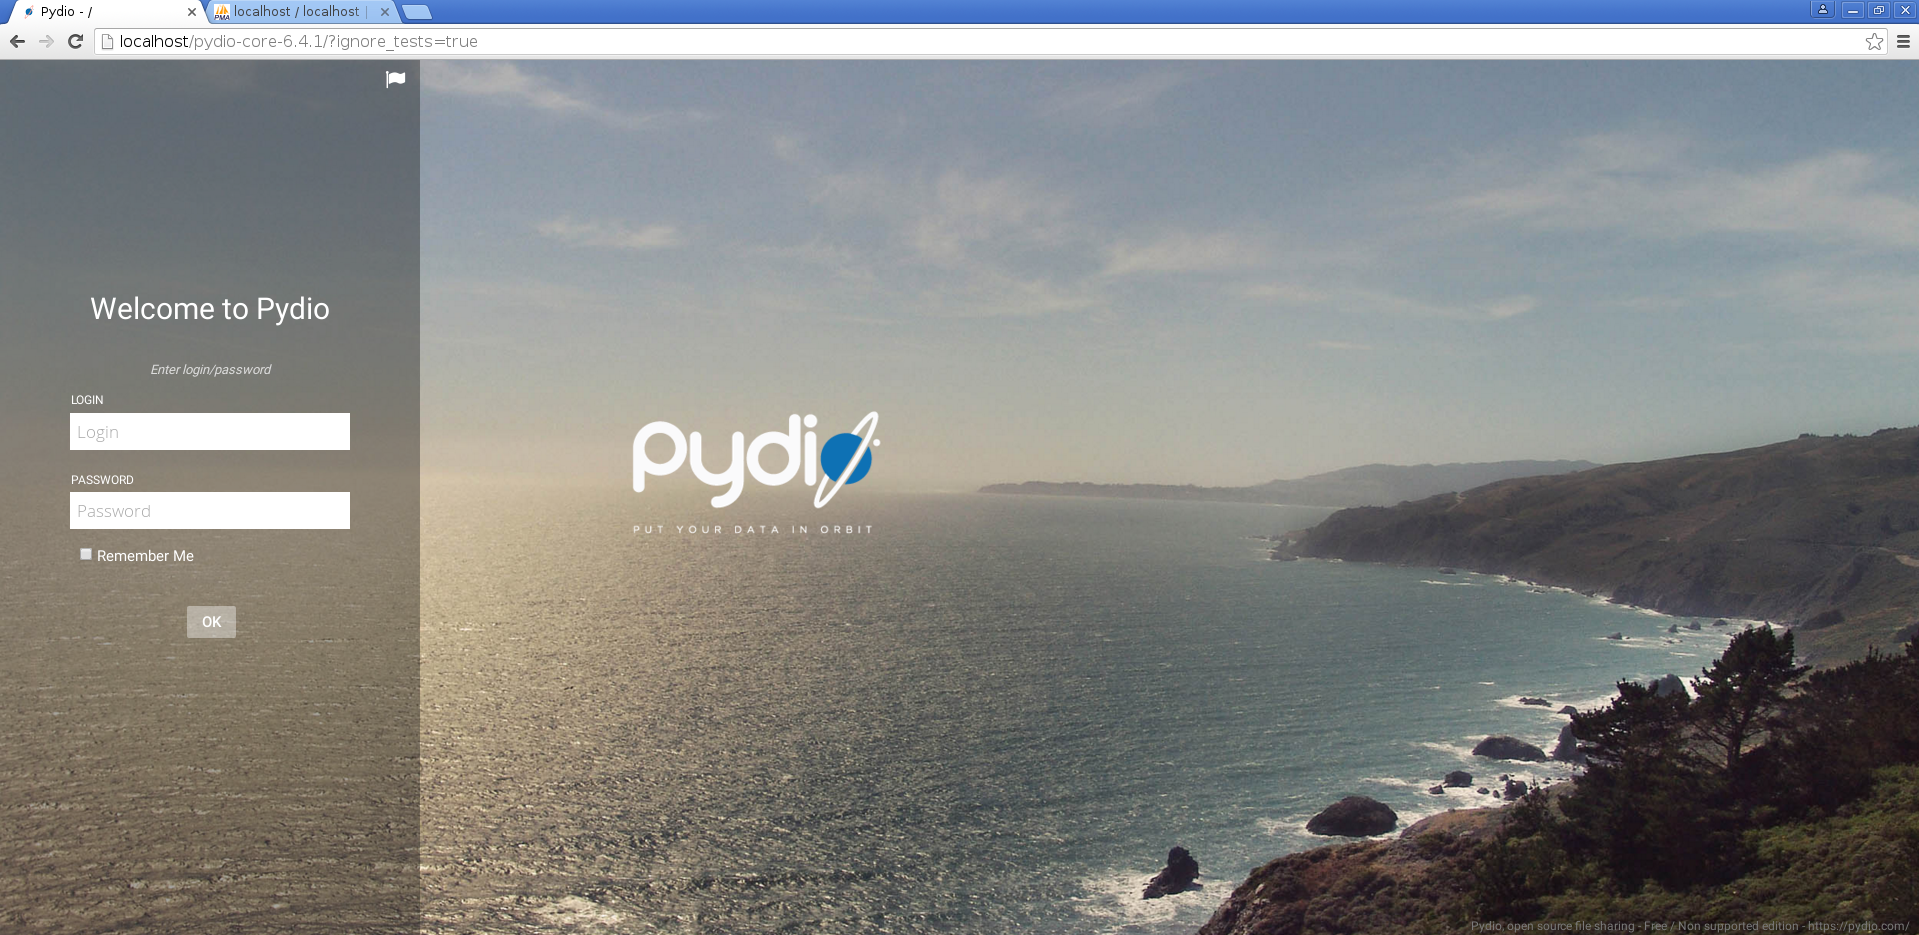 Pydio - /
localhost / localhost |
localhost/pydio-core-6.4.1/?ignore_tests=true
Welcome to Pydio
Enter login/password
LOGIN
Login
PASSWORD
Password
Remember Me
OK
pydio
PUT YOUR DATA IN ORBIT
Pydio, open source file sharing - Free / Non supported edition - https://pydio.com/